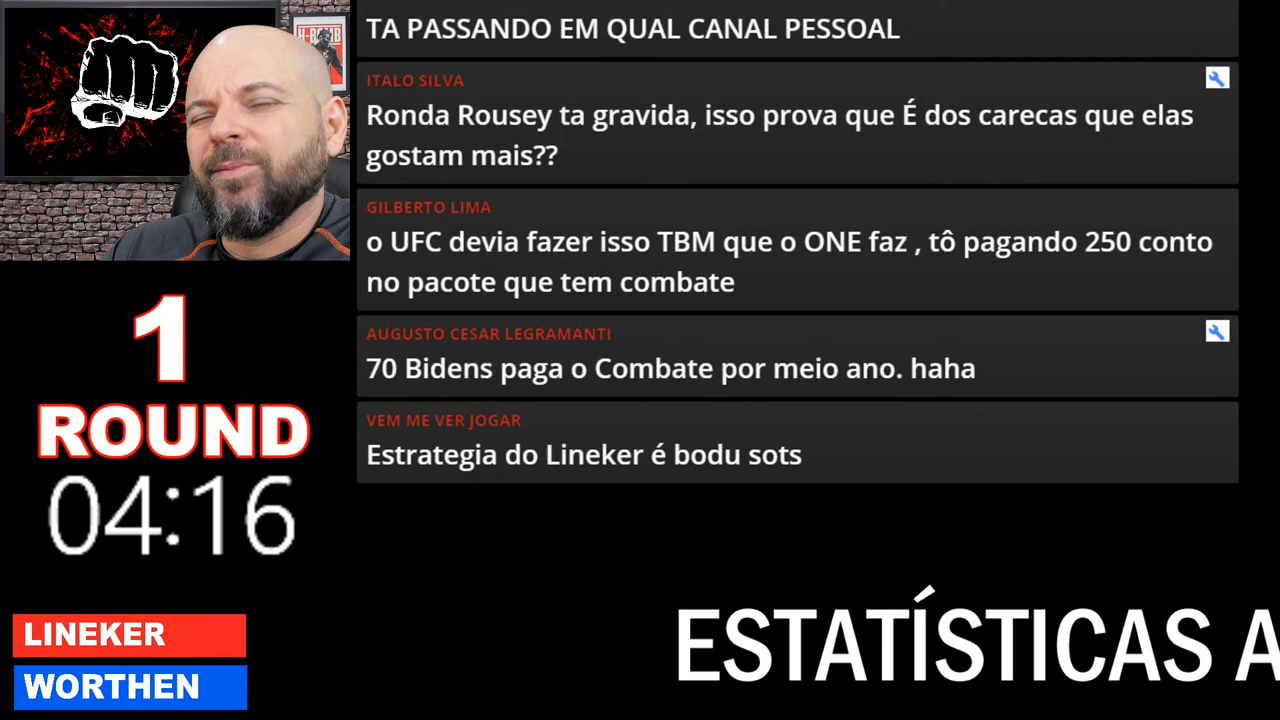 H-BOMB
TA PASSANDO EM QUAL CANAL PESSOAL
ITALO SILVA
Ronda Rousey ta gravida, isso prova que É dos carecas que elas
gostam mais??
GILBERTO LIMA
o UFC devia fazer isso TBM que o ONE faz , tô pagando 250 conto
no pacote que tem combate
AUGUSTO CESAR LEGRAMANTI
70 Bidens paga o Combate por meio ano. haha
VEM ME VER JOGAR
Estrategia do Lineker é bodu sots
1
ROUND
04:16
LINEKER
WORTHEN
ESTATÍSTICAS A